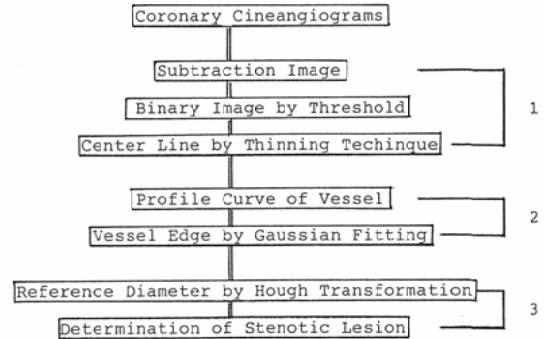 Coronary Cineangiograms
Subtraction Image
Binary Image by Threshold
1
Center Line by Thinning Techinque
Profile Curve of Vessel
2
Vessel Edge by Gaussian Fitting
Reference Diameter by Hough Transformation
3
Determination of Stenotic Lesion